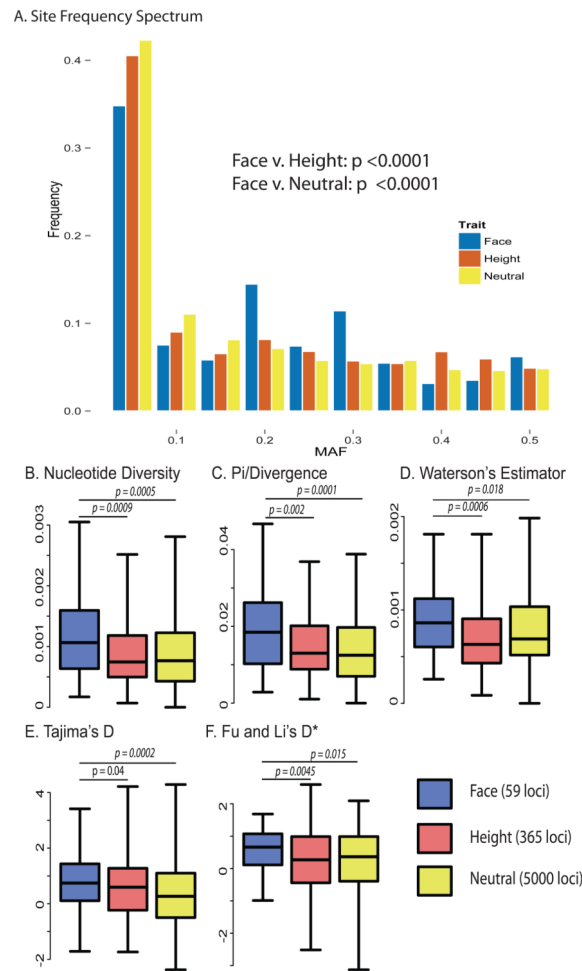 A. Site Frequency Spectrum
0.4
0.3
0.2
0.1
0.0
Frequency
Face v. Height: p <0.0001
Face v. Neutral: p <0.0001
Trait
Face
Height
Neutral
0.1 0.2 0.3 0.4 0.5
MAF
B. Nucleotide Diversity
p = 0.0005
p = 0.0009
0.003
0.002
0.001
0
C. Pi/Divergence
p = 0.0001
p = 0.002
0.04
0.02
0
D. Waterson's Estimator
p = 0.018
p = 0.0006
0.002
0.001
0
E. Tajima's D
p = 0.0002
p = 0.04
4
2
0
-2
F. Fu and Li's D*
p = 0.015
p = 0.0045
2
0
-2
Face (59 loci)
Height (365 loci)
Neutral (5000 loci)